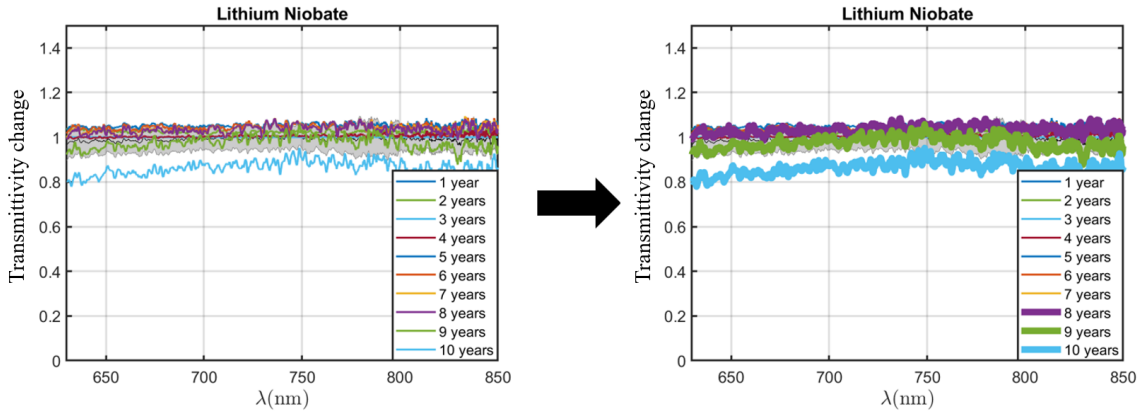 Lithium Niobate
Transmittivity change
1.4
1.2
1
0.8
0.6
0.4
0.2
0
650
700
750
800
850
λ(nm)
1 year
2 years
3 years
4 years
5 years
6 years
7 years
8 years
9 years
10 years
Lithium Niobate
Transmittivity change
1.4
1.2
1
0.8
0.6
0.4
0.2
0
650
700
750
800
850
λ(nm)
1 year
2 years
3 years
4 years
5 years
6 years
7 years
8 years
9 years
10 years